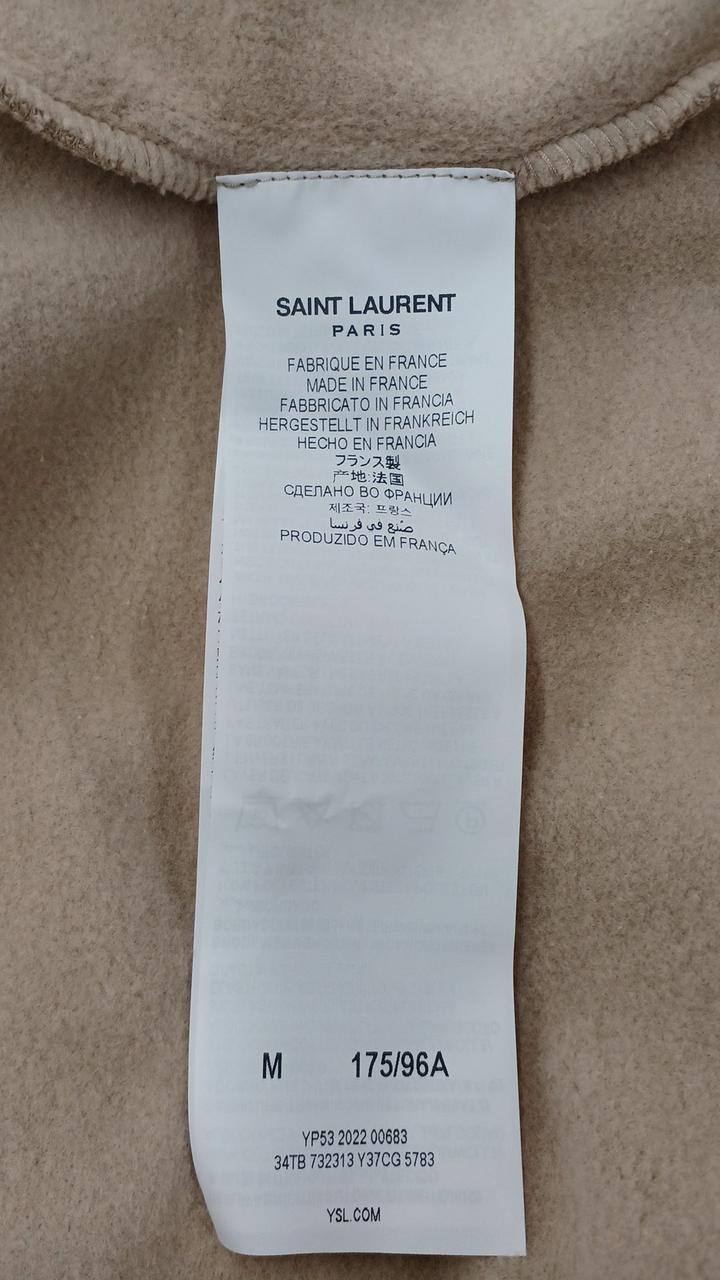 SAINT LAURENT
PARIS
FABRIQUE EN FRANCE
MADE IN FRANCE
FABBRICATO IN FRANCIA
HERGESTELLT IN FRANKREICH
HECHO EN FRANCIA
フランス製
产地:法国
СДЕЛАНО ВО ФРАНЦИИ
제조국: 프랑스
صنع في فرنسا
PRODUZIDO EM FRANÇA
M 175/96A
YP53 2022 00683
34TB 732313 Y37CG 5783
YSL.COM